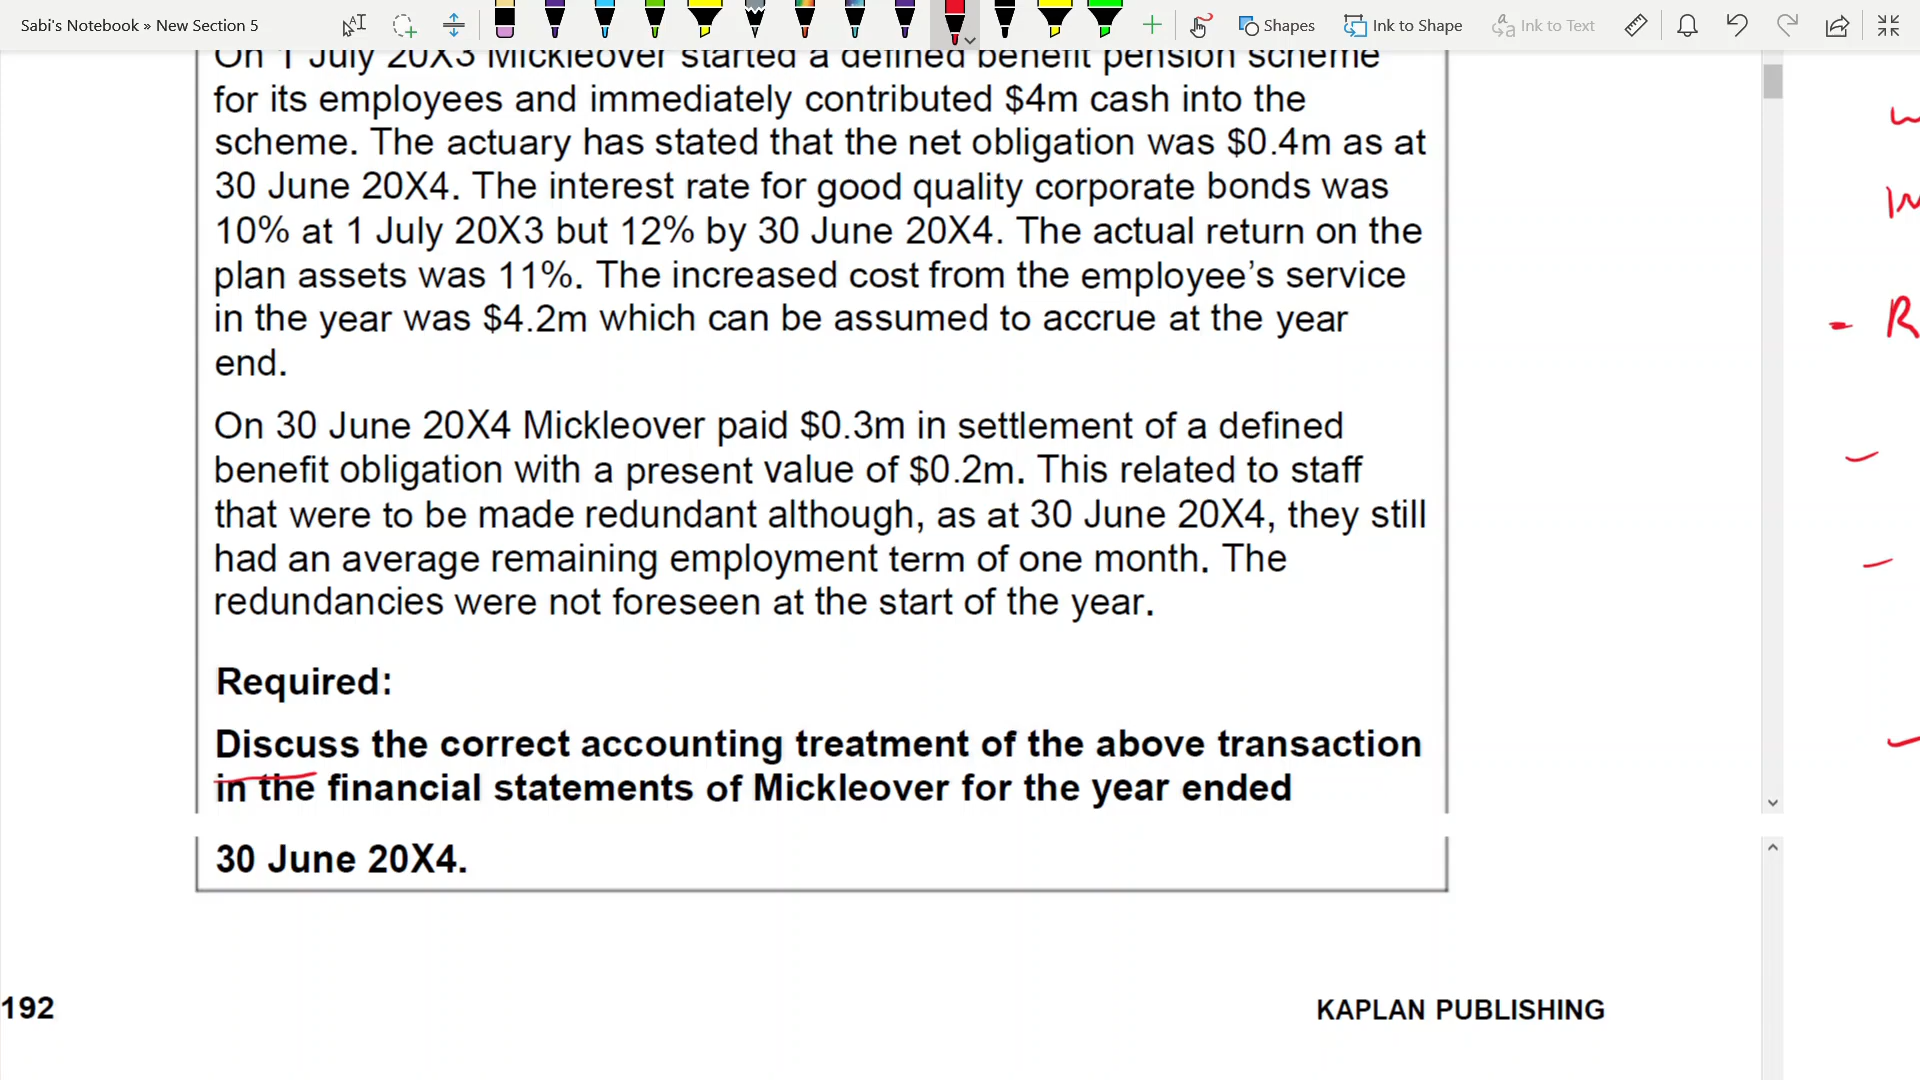 Sabi's Notebook » New Section 5
Shapes
Ink to Shape
Ink to Text
On 1 July 20X3 Mickleover started a defined benefit pension scheme
for its employees and immediately contributed $4m cash into the
scheme. The actuary has stated that the net obligation was $0.4m as at
30 June 20X4. The interest rate for good quality corporate bonds was
10% at 1 July 20X3 but 12% by 30 June 20X4. The actual return on the
plan assets was 11%. The increased cost from the employee’s service
in the year was $4.2m which can be assumed to accrue at the year
end.
On 30 June 20X4 Mickleover paid $0.3m in settlement of a defined
benefit obligation with a present value of $0.2m. This related to staff
that were to be made redundant although, as at 30 June 20X4, they still
had an average remaining employment term of one month. The
redundancies were not foreseen at the start of the year.
Required:
Discuss the correct accounting treatment of the above transaction
in the financial statements of Mickleover for the year ended
30 June 20X4.
192
KAPLAN PUBLISHING